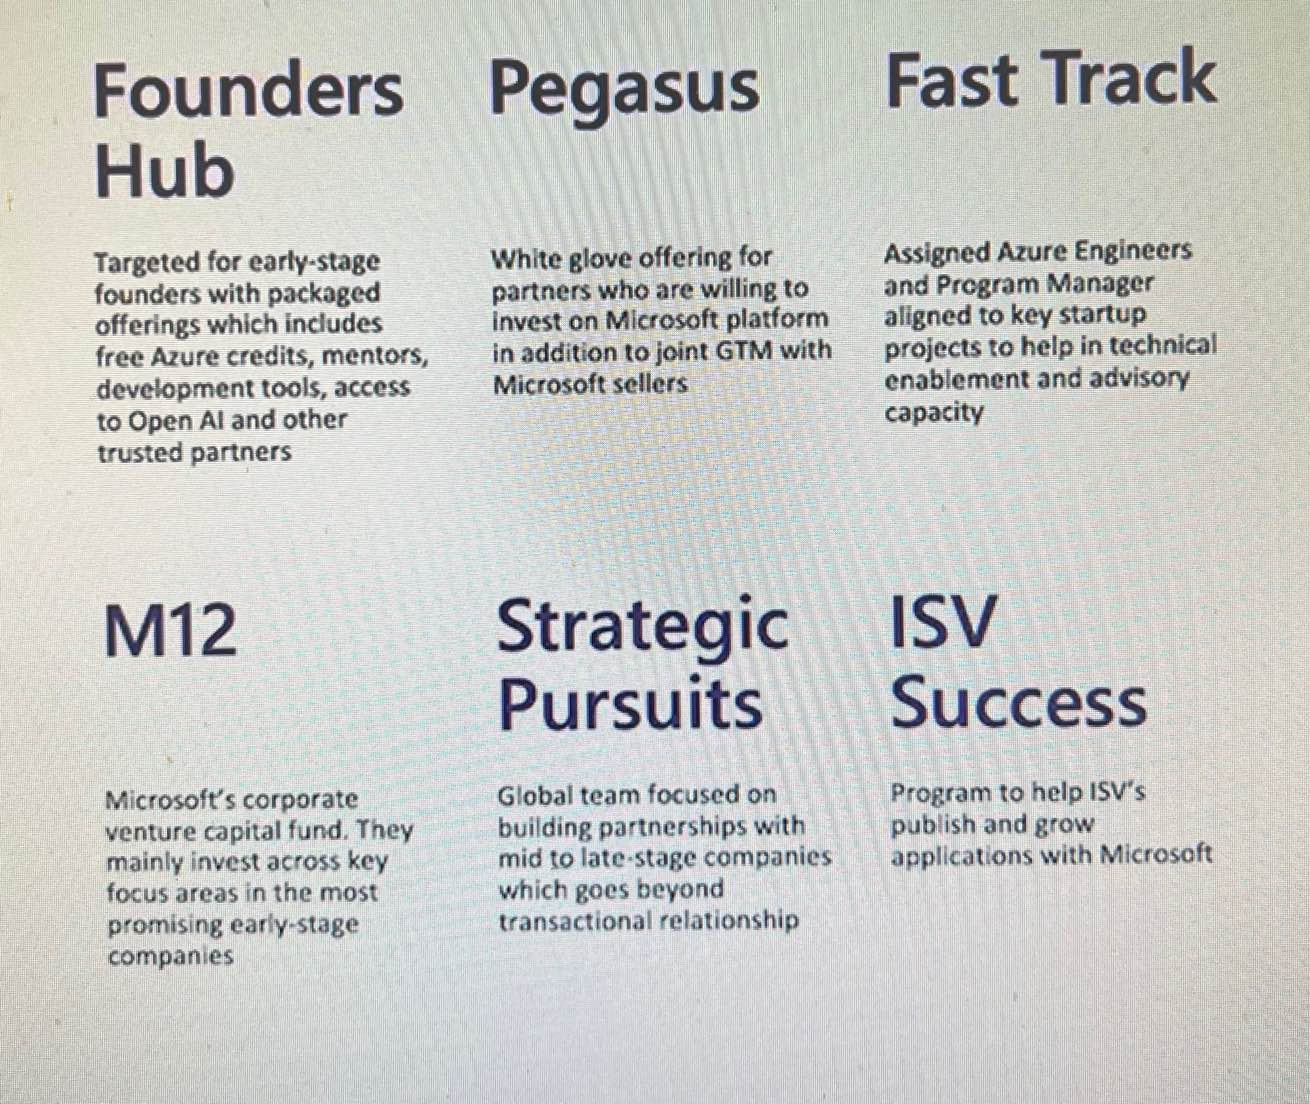 Founders
Hub
Targeted for early-stage
founders with packaged
offerings which includes
free Azure credits, mentors,
development tools, access
to Open AI and other
trusted partners
Pegasus
White glove offering for
partners who are willing to
invest on Microsoft platform
in addition to joint GTM with
Microsoft sellers
Fast Track
Assigned Azure Engineers
and Program Manager
aligned to key startup
projects to help in technical
enablement and advisory
capacity
M12
Microsoft's corporate
venture capital fund. They
mainly invest across key
focus areas in the most
promising early-stage
companies
Strategic
Pursuits
Global team focused on
building partnerships with
mid to late-stage companies
which goes beyond
transactional relationship
ISV
Success
Program to help ISV's
publish and grow
applications with Microsoft